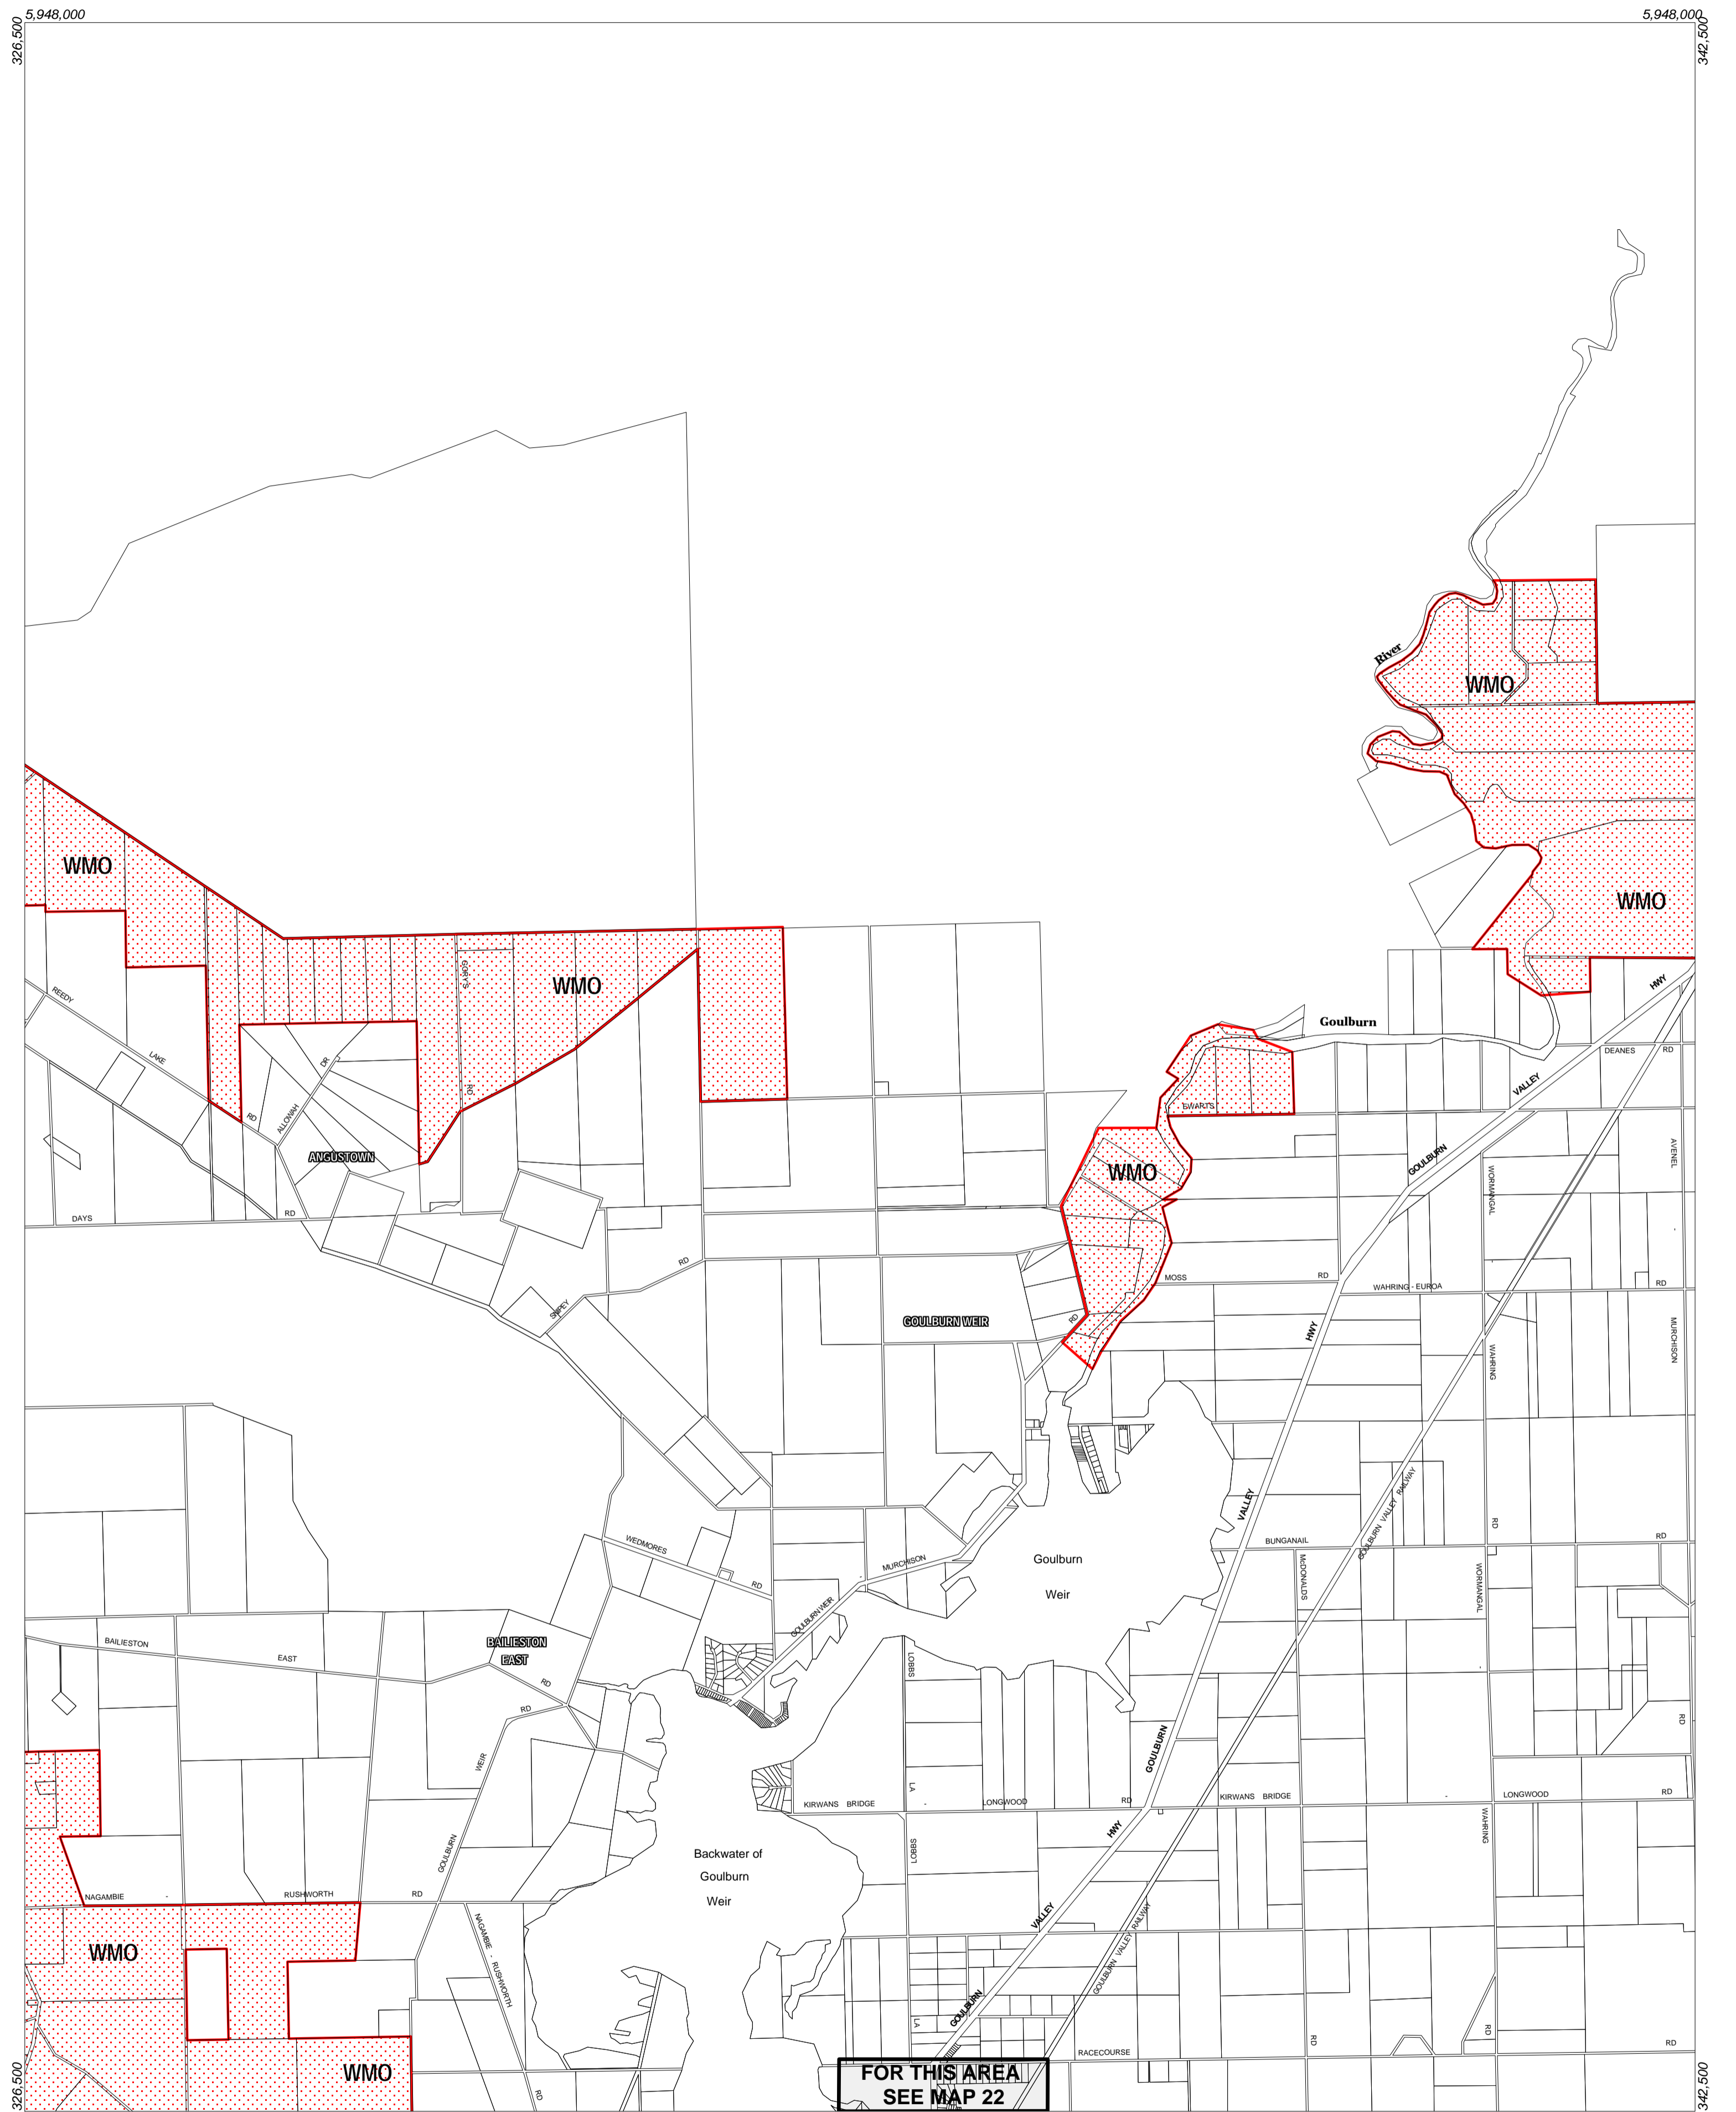 5,948,000
5,948,000
326,500
342,500
River
WMO
WMO
WMO
WMO
GORY'S
RD
HWY
REEDY
LAKE
RD
ALLOWAH
DR
Goulburn
DEANES RD
VALLEY
SWARTS
ANGUSTOWN
WMO
GOULBURN
AVENEL
-
MURCHISON
RD
WORMANGAL
-
WAHRING
RD
DAYS RD
RD
SNIPEY
MOSS RD
WAHRING - EUROA RD
GOULBURN WEIR
RD
HWY
VALLEY
GOULBURN VALLEY RAILWAY
BUNGANAIL RD
WEDMORES
RD
MURCHISON
-
GOULBURN WEIR
Goulburn
Weir
McDONALDS
RD
WORMANGAL
-
WAHRING
RD
BAILIESTON
EAST
RD
BAILIESTON
EAST
LOBBS
LA
RD
WEIR
GOULBURN
GOULBURN
KIRWANS BRIDGE - LONGWOOD RD
KIRWANS BRIDGE - LONGWOOD RD
HWY
LOBBS
LA
Backwater of
Goulburn
Weir
NAGAMBIE - RUSHWORTH RD
VALLEY
GOULBURN VALLEY RAILWAY
WMO
NAGAMBIE - RUSHWORTH
RD
GOULBURN
RACECOURSE RD
WMO
FOR THIS AREA
SEE MAP 22
326,500
342,500